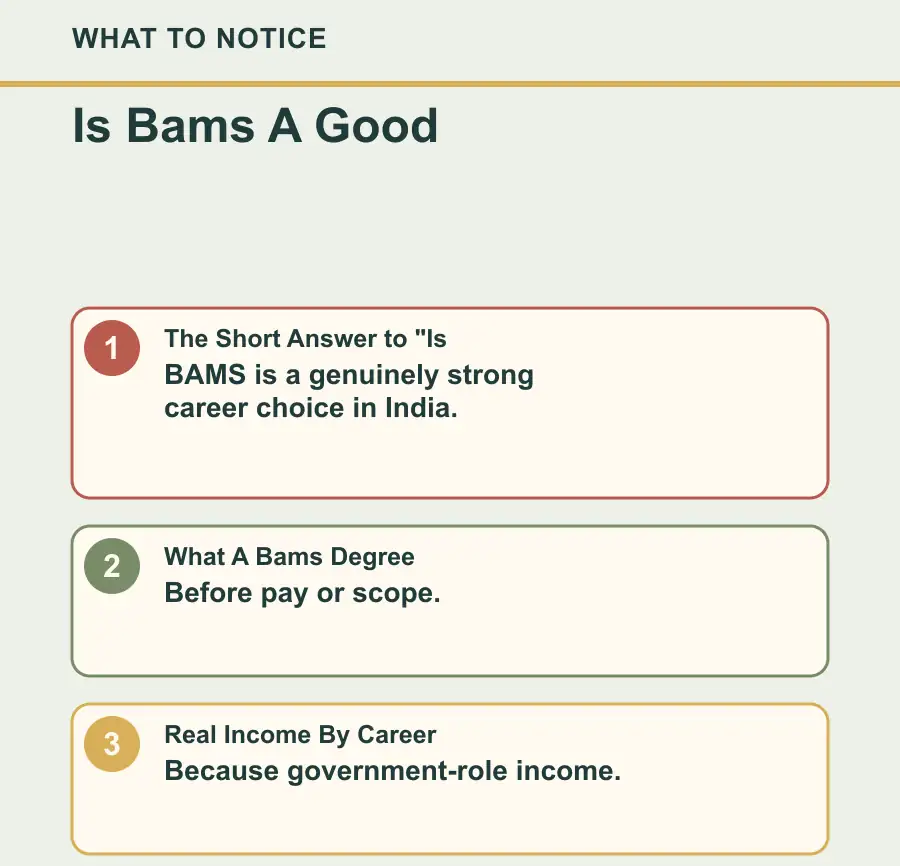 WHAT TO NOTICE
Is Bams A Good
1
The Short Answer to "Is
BAMS is a genuinely strong
career choice in India.
2
What A Bams Degree
Before pay or scope.
3
Real Income By Career
Because government-role income.